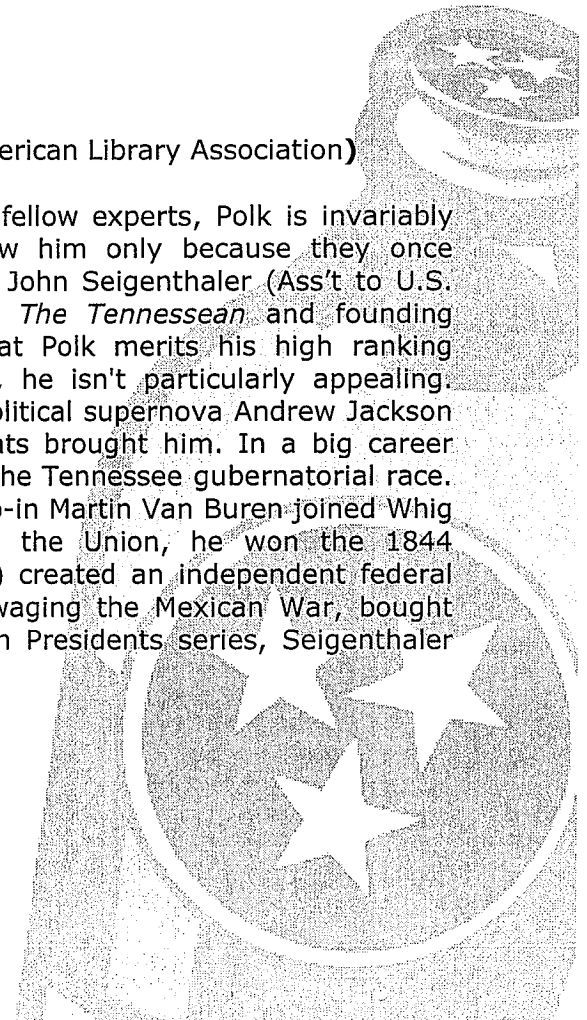 erican Library Association)
fellow experts, Polk is invariably
w him only because they once
John Seigenthaler (Ass't to U.S.
The Tennessean and founding
at Polk merits his high ranking
, he isn't particularly appealing.
olitical supernova Andrew Jackson
nts brought him. In a big career
he Tennessee gubernatorial race.
o-in Martin Van Buren joined Whig
the Union, he won the 1844
) created an independent federal
waging the Mexican War, bought
n Presidents series, Seigenthaler